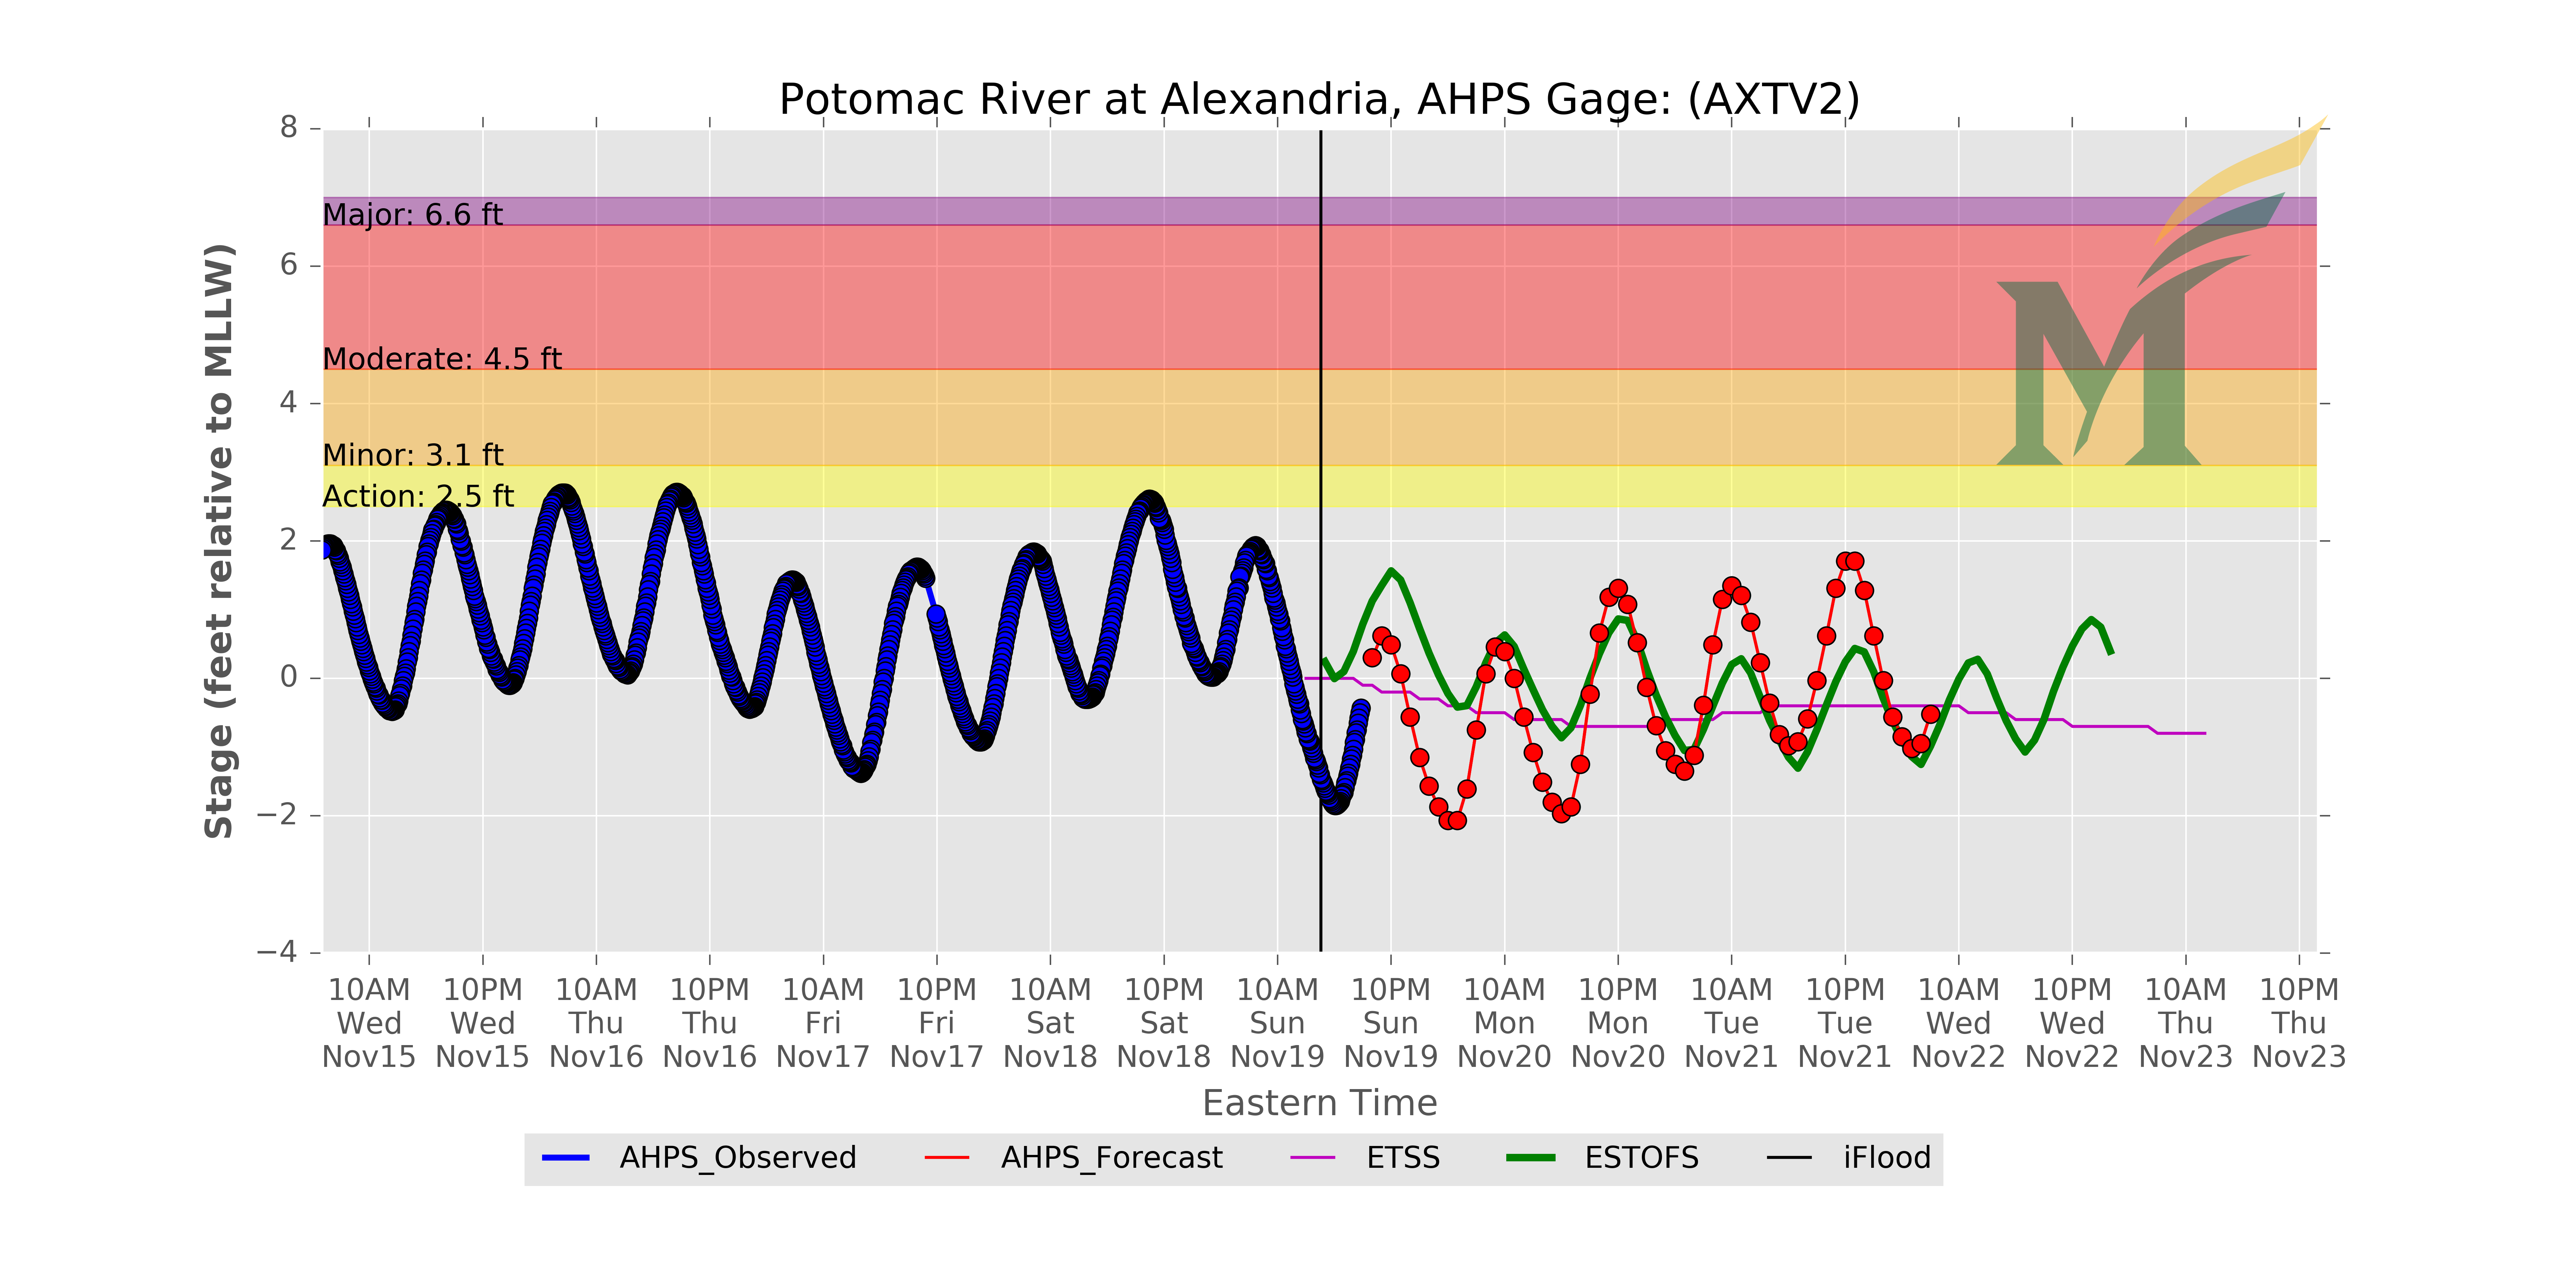 Potomac River at Alexandria, AHPS Gage: (AXTV2)
Stage (feet relative to MLLW)
8
6
4
2
0
−2
−4
Major: 6.6 ft
Moderate: 4.5 ft
Minor: 3.1 ft
Action: 2.5 ft
M
10AM 10PM 10AM 10PM 10AM 10PM 10AM 10PM 10AM 10PM 10AM 10PM 10AM 10PM 10AM 10PM 10AM 10PM
Wed Wed Thu Thu Fri Fri Sat Sat Sun Sun Mon Mon Tue Tue Wed Wed Thu Thu
Nov15 Nov15 Nov16 Nov16 Nov17 Nov17 Nov18 Nov18 Nov19 Nov19 Nov20 Nov20 Nov21 Nov21 Nov22 Nov22 Nov23 Nov23
Eastern Time
AHPS_Observed AHPS_Forecast ETSS ESTOFS iFlood